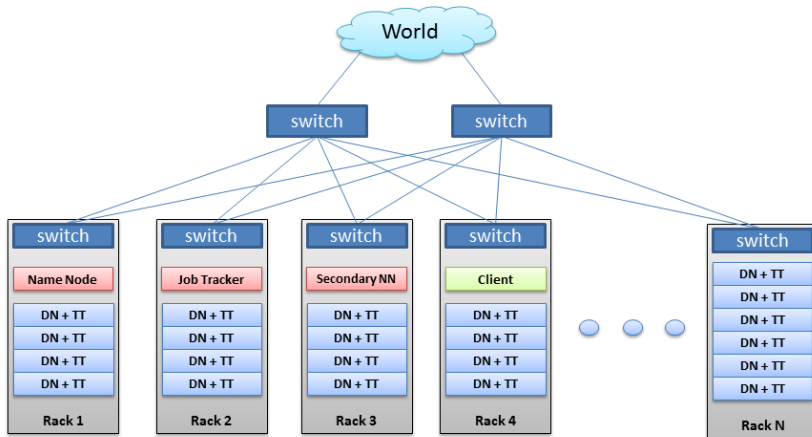 World
switch
switch
switch
Name Node
DN + TT
DN + TT
DN + TT
DN + TT
Rack 1
switch
Job Tracker
DN + TT
DN + TT
DN + TT
DN + TT
Rack 2
switch
Secondary NN
DN + TT
DN + TT
DN + TT
DN + TT
Rack 3
switch
Client
DN + TT
DN + TT
DN + TT
DN + TT
Rack 4
switch
DN + TT
DN + TT
DN + TT
DN + TT
DN + TT
DN + TT
Rack N